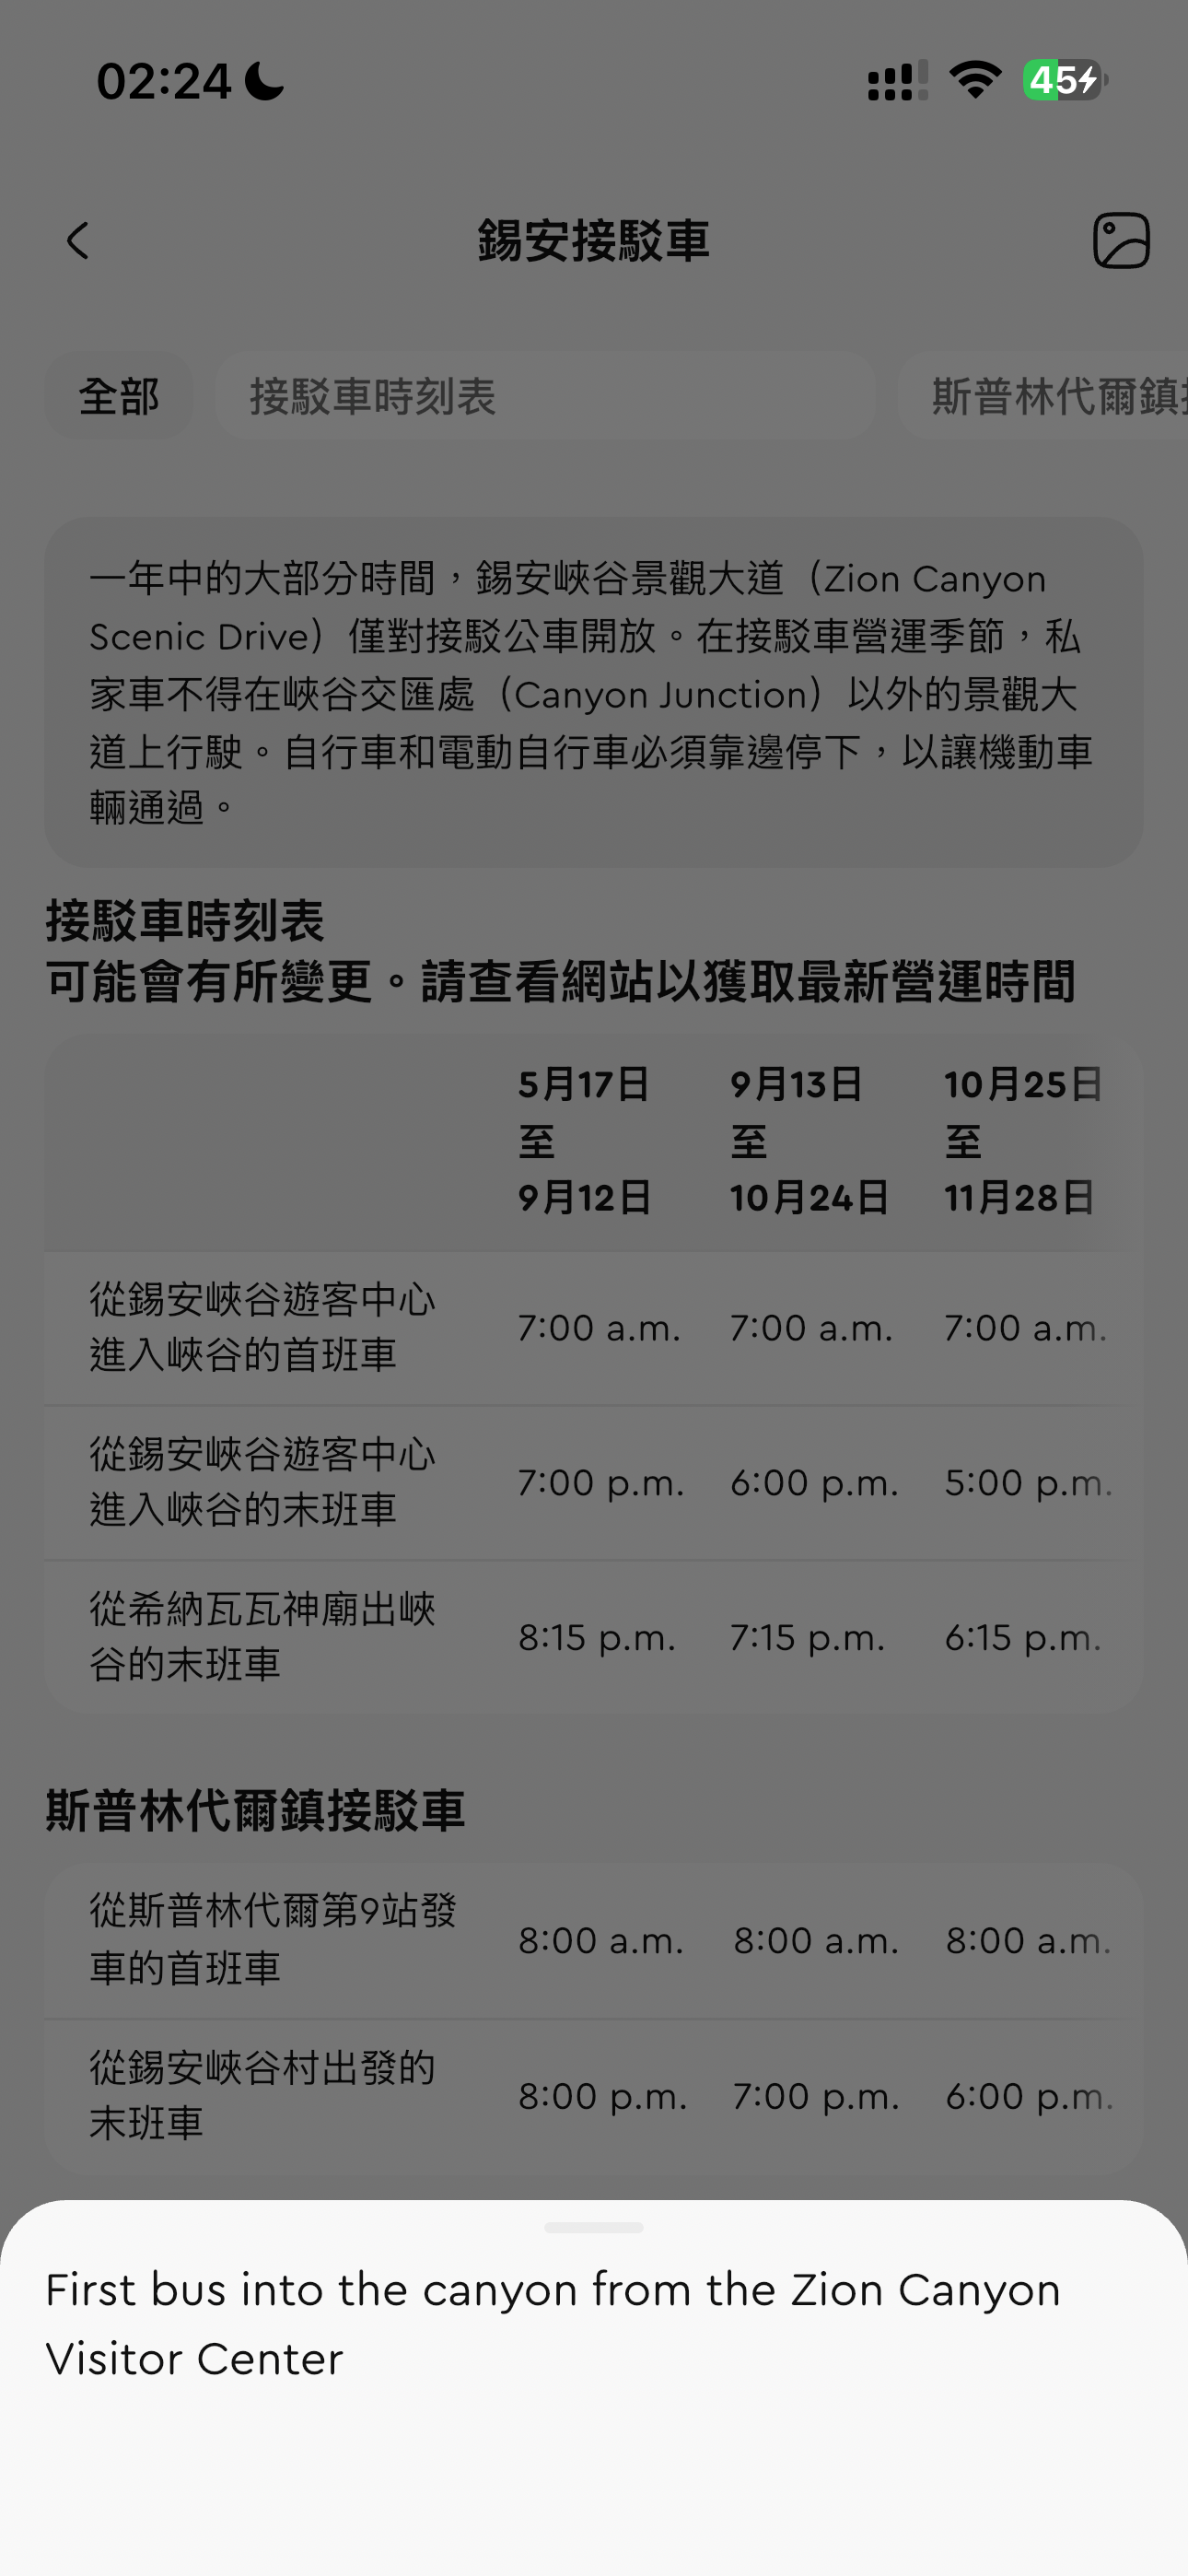 02:24
45
錫安接駁車
全部
接駁車時刻表
斯普林代爾鎮
一年中的大部分時間，錫安峽谷景觀大道（Zion Canyon
Scenic Drive）僅對接駁公車開放。在接駁車營運季節，私
家車不得在峽谷交匯處（Canyon Junction）以外的景觀大
道上行駛。自行車和電動自行車必須靠邊停下，以讓機動車
輛通過。
接駁車時刻表
可能會有所變更。請查看網站以獲取最新營運時間
5月17日 9月13日 10月25日
至 至 至
9月12日 10月24日 11月28日
從錫安峽谷遊客中心
進入峽谷的首班車
7:00 a.m. 7:00 a.m. 7:00 a.m.
從錫安峽谷遊客中心
進入峽谷的末班車
7:00 p.m. 6:00 p.m. 5:00 p.m.
從希納瓦瓦神廟出峽
谷的末班車
8:15 p.m. 7:15 p.m. 6:15 p.m.
斯普林代爾鎮接駁車
從斯普林代爾第9站發
車的首班車
8:00 a.m. 8:00 a.m. 8:00 a.m.
從錫安峽谷村出發的
末班車
8:00 p.m. 7:00 p.m. 6:00 p.m.
First bus into the canyon from the Zion Canyon
Visitor Center